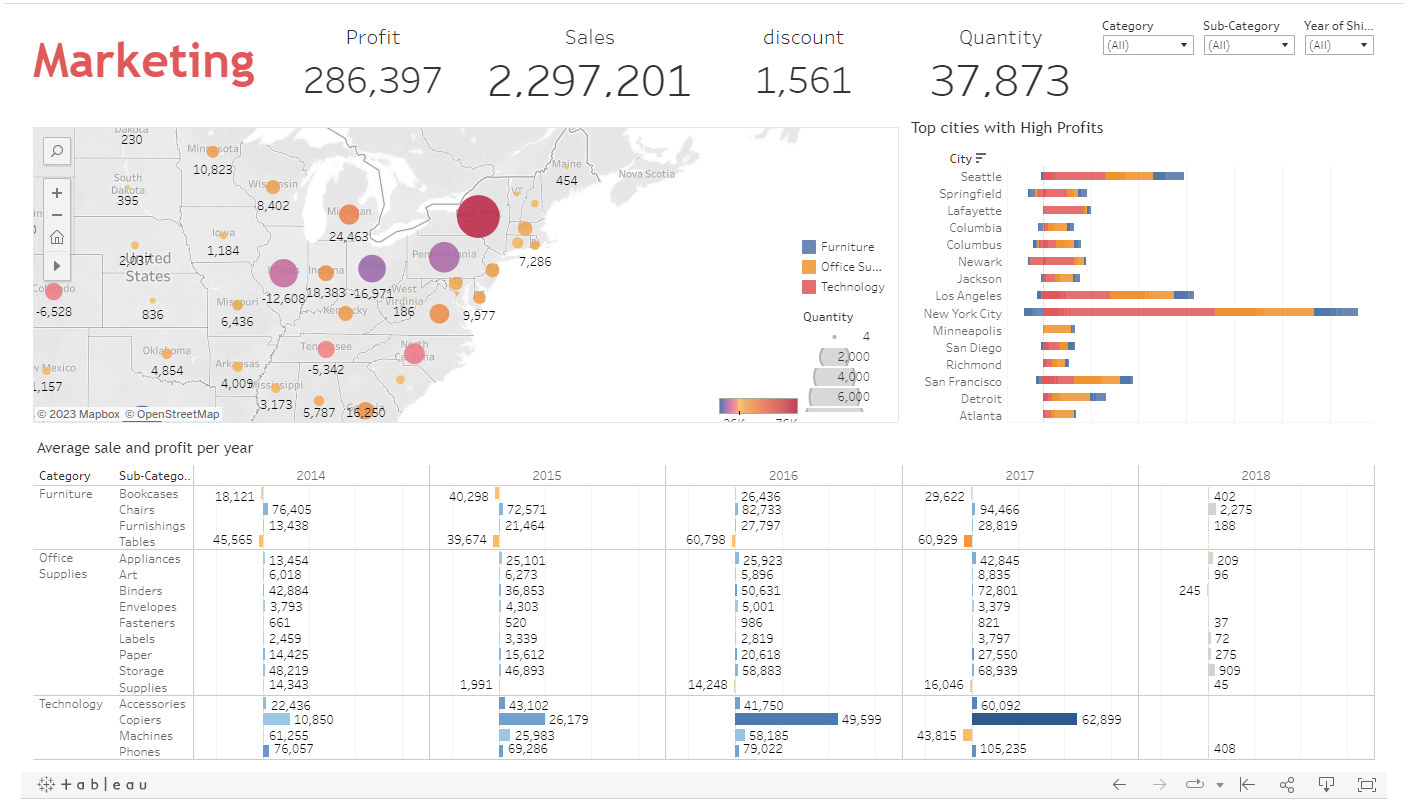 Marketing
Profit
286,397
Sales
2,297,201
discount
1,561
Quantity
37,873
Category
(All)
Sub-Category
(All)
Year of Shi...
(All)
Dakota
230
South
Dakota
395
Minnesota
10,823
Wisconsin
8,402
Michigan
24,463
Iowa
1,184
2,037
United
States
Colorado
-6,528
836
Illinois
-12,608
Indiana
18,383
-16,971
Missouri
6,436
Kentucky
West
Virginia
186
Pennsylvania
New York
VT
Maine
454
Nova Scotia
RI
7,286
9,977
Oklahoma
4,854
Arkansas
4,009
Tennessee
-5,342
North
Carolina
w Mexico
1,157
Mississippi
3,173
5,787
16,250
© 2023 Mapbox © OpenStreetMap
Furniture
Office Su...
Technology
Quantity
4
2,000
4,000
6,000
Top cities with High Profits
City
Seattle
Springfield
Lafayette
Columbia
Columbus
Newark
Jackson
Los Angeles
New York City
Minneapolis
San Diego
Richmond
San Francisco
Detroit
Atlanta
Average sale and profit per year
Category Sub-Catego.. 2014 2015 2016 2017 2018
Furniture Bookcases 18,121 40,298 26,436 29,622 402
Chairs 76,405 72,571 82,733 94,466 2,275
Furnishings 13,438 21,464 27,797 28,819 188
Tables 45,565 39,674 60,798 60,929
Office Supplies Appliances 13,454 25,101 25,923 42,845 209
Art 6,018 6,273 5,896 8,835 96
Binders 42,884 36,853 50,631 72,801 245
Envelopes 3,793 4,303 5,001 3,379
Fasteners 661 520 986 821 37
Labels 2,459 3,339 2,819 3,797 72
Paper 14,425 15,612 20,618 27,550 275
Storage 48,219 46,893 58,883 68,939 909
Supplies 14,343 1,991 14,248 16,046 45
Technology Accessories 22,436 43,102 41,750 60,092
Copiers 10,850 26,179 49,599 62,899
Machines 61,255 25,983 58,185 43,815
Phones 76,057 69,286 79,022 105,235 408
+ a b | e a u